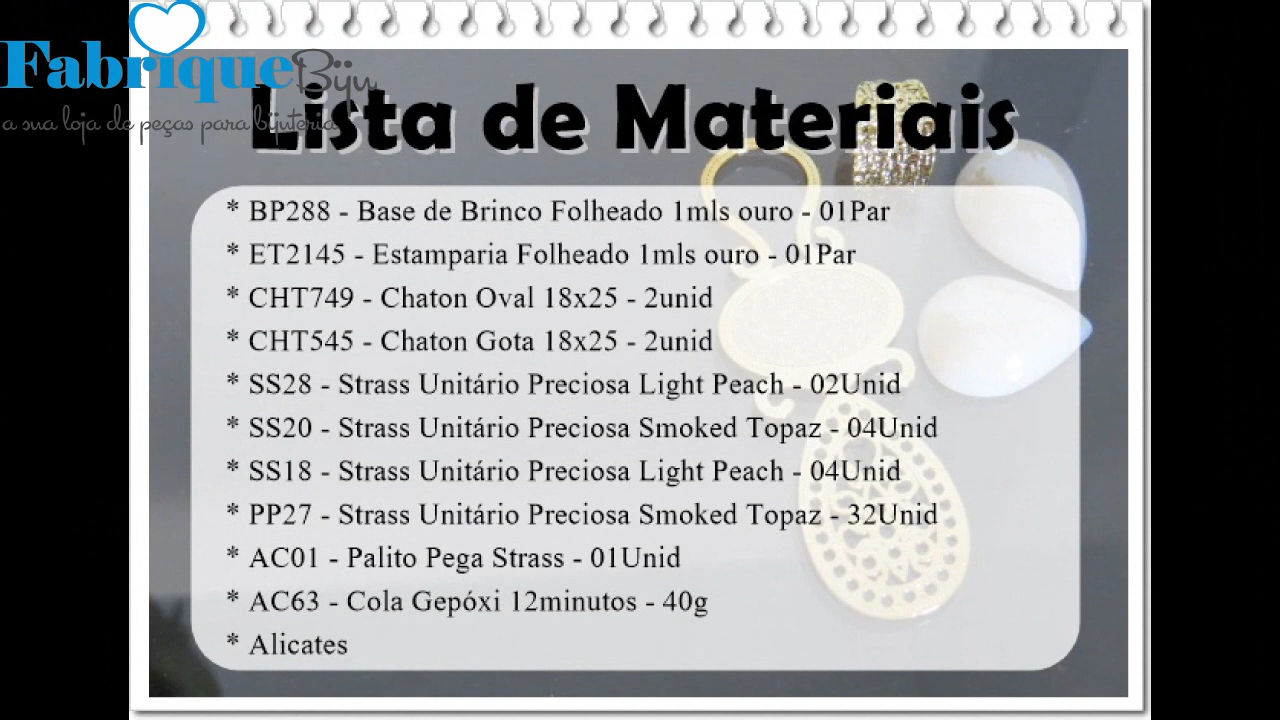 Fabrique Biju
a sua loja de peças para bijuteria
Lista de Materiais
* BP288 - Base de Brinco Folheado 1mls ouro - 01Par
* ET2145 - Estamparia Folheado 1mls ouro - 01Par
* CHT749 - Chaton Oval 18x25 - 2unid
* CHT545 - Chaton Gota 18x25 - 2unid
* SS28 - Strass Unitário Preciosa Light Peach - 02Unid
* SS20 - Strass Unitário Preciosa Smoked Topaz - 04Unid
* SS18 - Strass Unitário Preciosa Light Peach - 04Unid
* PP27 - Strass Unitário Preciosa Smoked Topaz - 32Unid
* AC01 - Palito Pega Strass - 01Unid
* AC63 - Cola Gepóxi 12minutos - 40g
* Alicates